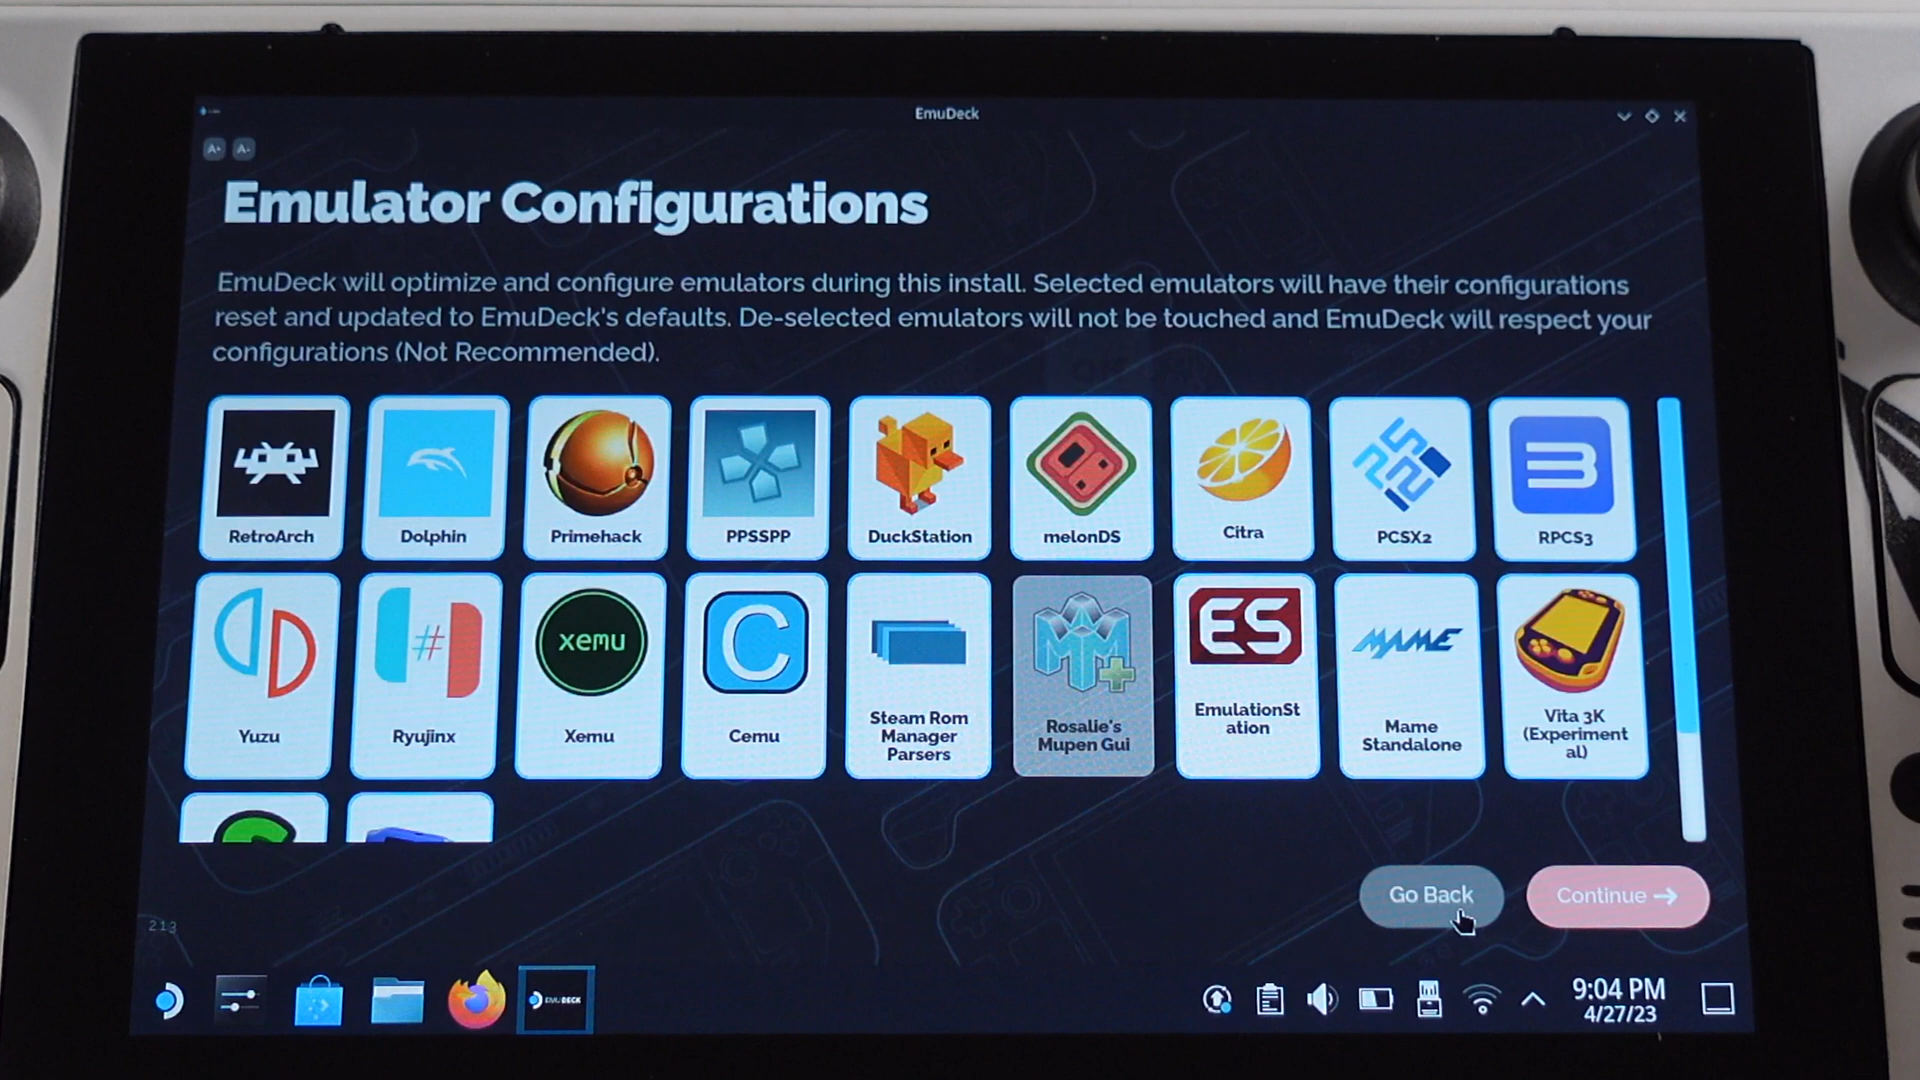 EmuDeck
A+ A-
Emulator Configurations
EmuDeck will optimize and configure emulators during this install. Selected emulators will have their configurations
reset and updated to EmuDeck's defaults. De-selected emulators will not be touched and EmuDeck will respect your
configurations (Not Recommended).
RetroArch
Dolphin
Primehack
PPSSPP
DuckStation
melonDS
Citra
PCSX2
RPCS3
Yuzu
#
Ryujinx
xemu
Xemu
C
Cemu
Steam Rom
Manager
Parsers
Rosalie's
Mupen Gui
ES
EmulationSt
ation
MAME
Mame
Standalone
Vita 3K
(Experiment
al)
Go Back
Continue →
213
EMUDECK
9:04 PM
4/27/23